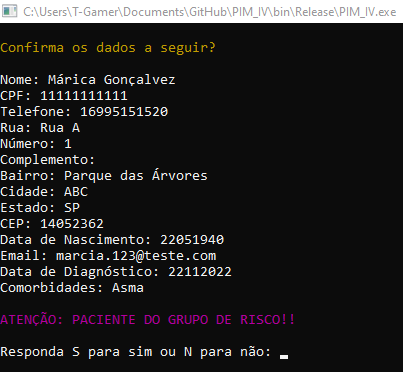 C:\Users\T-Gamer\Documents\GitHub\PIM_IV\bin\Release\PIM_IV.exe
Confirma os dados a seguir?
Nome: Márica Gonçalvez
CPF: 11111111111
Telefone: 16995151520
Rua: Rua A
Número: 1
Complemento:
Bairro: Parque das Árvores
Cidade: ABC
Estado: SP
CEP: 14052362
Data de Nascimento: 22051940
Email: marcia.123@teste.com
Data de Diagnóstico: 22112022
Comorbidades: Asma
ATENÇÃO: PACIENTE DO GRUPO DE RISCO!!
Responda S para sim ou N para não: